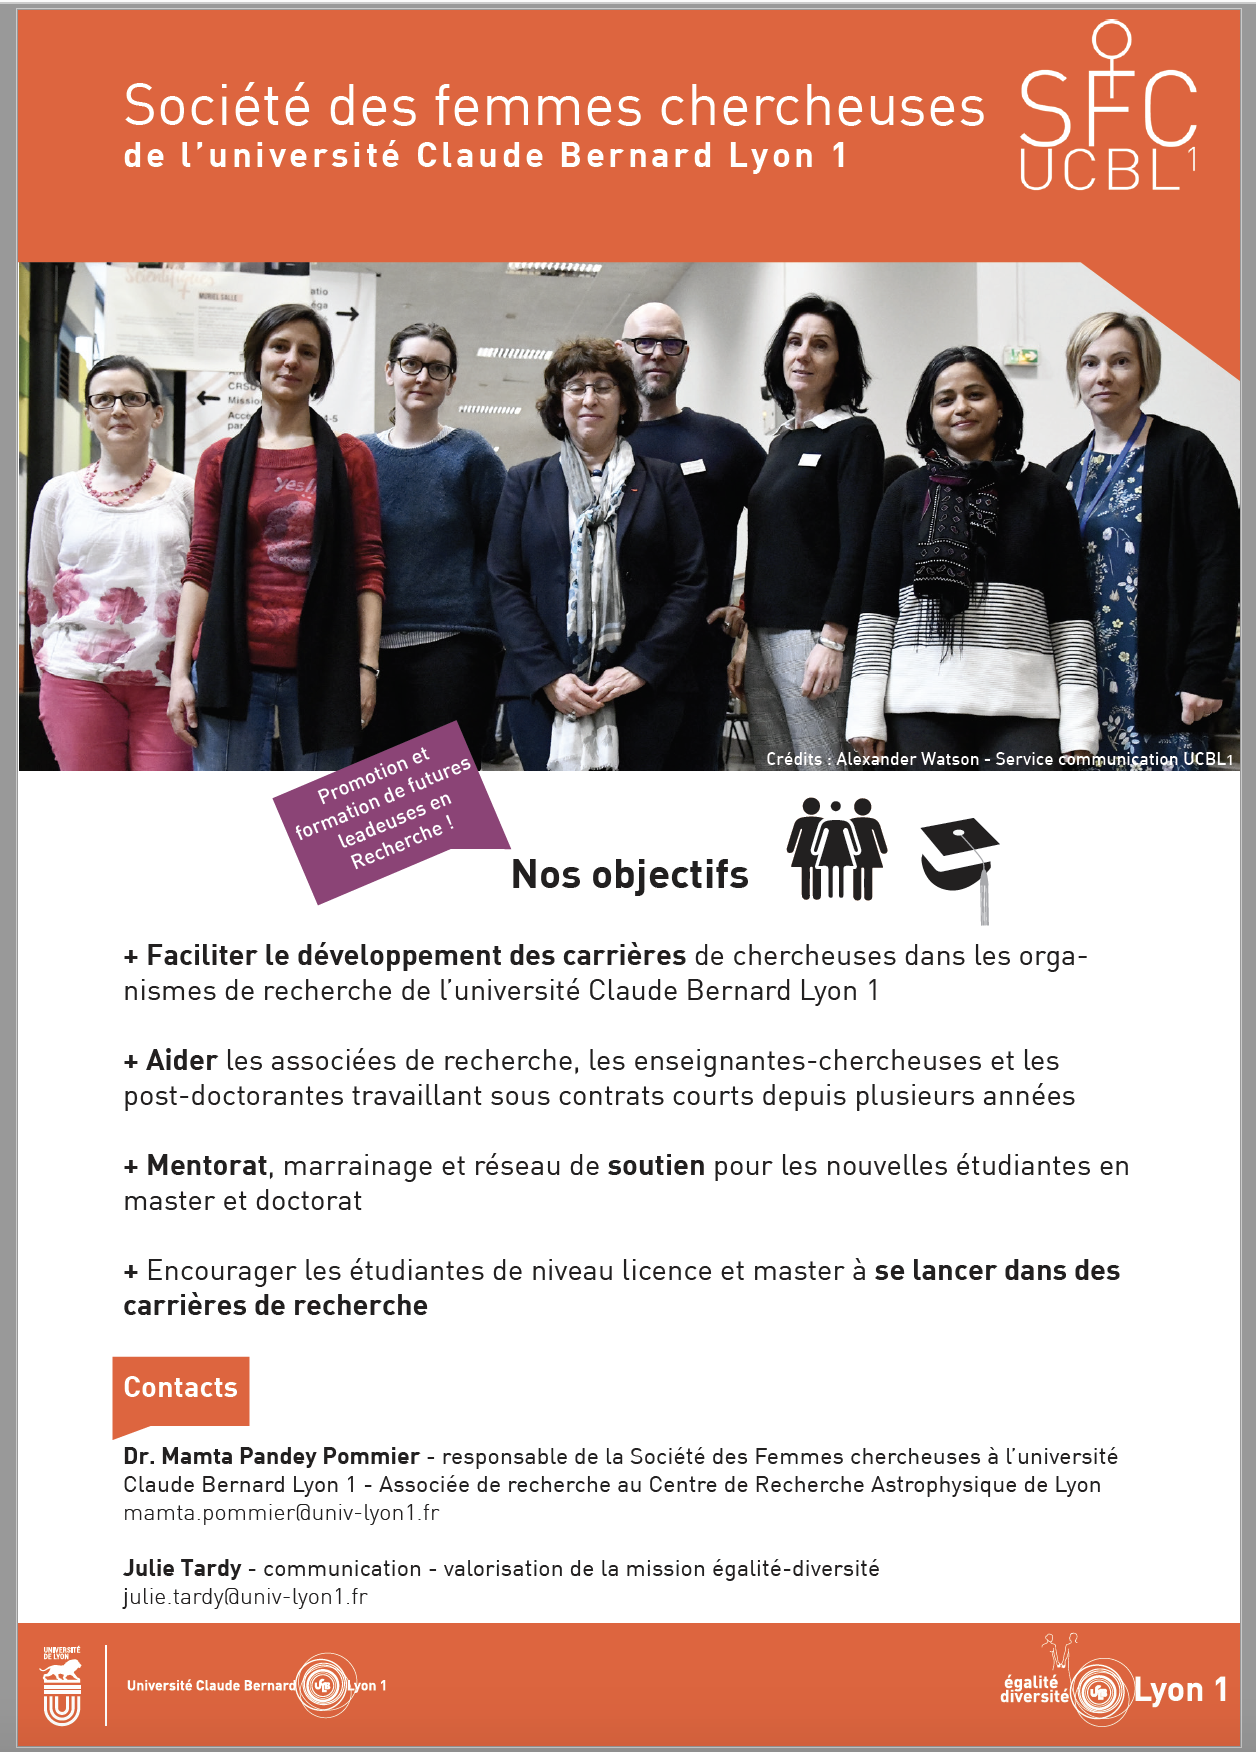 Société des femmes chercheuses
de l'université Claude Bernard Lyon 1
SFC
UCBL1
Scientifiques
+
MURIEL SALLE
Crédits : Alexander Watson - Service communication UCBL1
Promotion et
formation de futures
leadeuses en
Recherche !
Nos objectifs
+ Faciliter le développement des carrières de chercheuses dans les orga-
nismes de recherche de l'université Claude Bernard Lyon 1
+ Aider les associées de recherche, les enseignantes-chercheuses et les
post-doctorantes travaillant sous contrats courts depuis plusieurs années
+ Mentorat, marrainage et réseau de soutien pour les nouvelles étudiantes en
master et doctorat
+ Encourager les étudiantes de niveau licence et master à se lancer dans des
carrières de recherche
Contacts
Dr. Mamta Pandey Pommier - responsable de la Société des Femmes chercheuses à l'université
Claude Bernard Lyon 1 - Associée de recherche au Centre de Recherche Astrophysique de Lyon
mamta.pommier@univ-lyon1.fr
Julie Tardy - communication - valorisation de la mission égalité-diversité
julie.tardy@univ-lyon1.fr
UNIVERSITÉ
DE LYON
Université Claude Bernard Lyon 1
égalité
diversité
Lyon 1